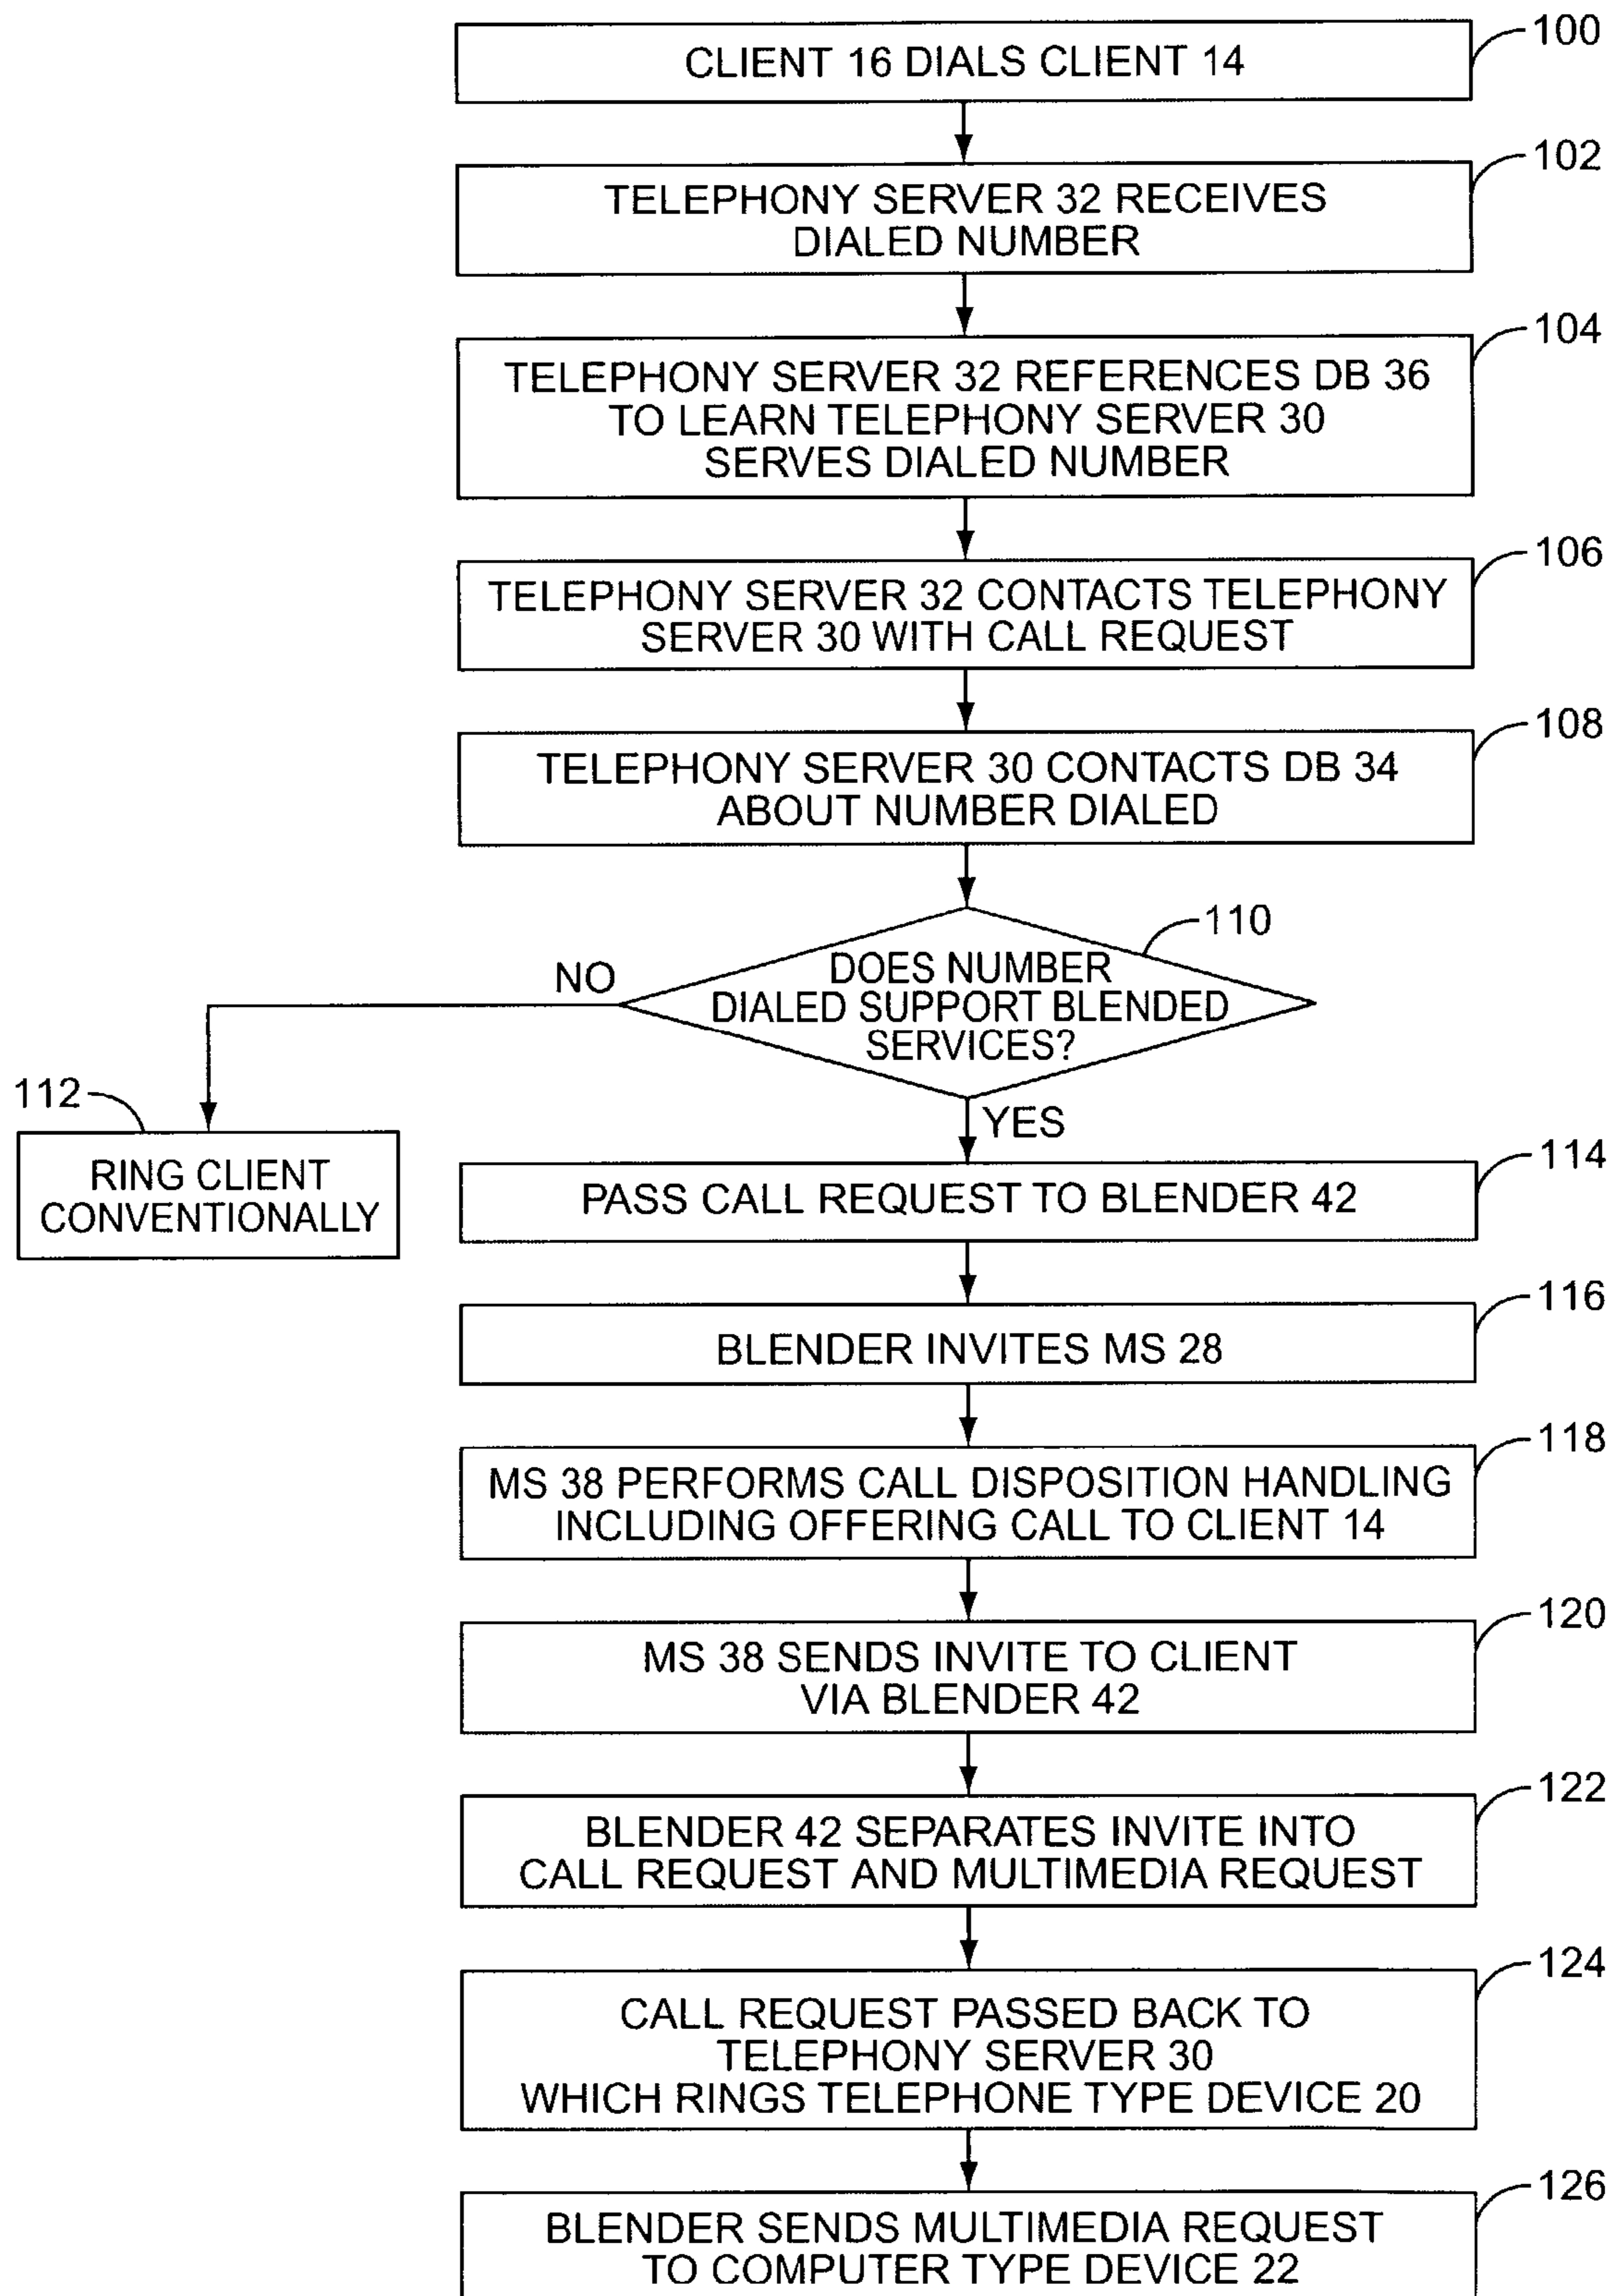 100
CLIENT 16 DIALS CLIENT 14
102
TELEPHONY SERVER 32 RECEIVES
DIALED NUMBER
104
TELEPHONY SERVER 32 REFERENCES DB 36
TO LEARN TELEPHONY SERVER 30
SERVES DIALED NUMBER
106
TELEPHONY SERVER 32 CONTACTS TELEPHONY
SERVER 30 WITH CALL REQUEST
108
TELEPHONY SERVER 30 CONTACTS DB 34
ABOUT NUMBER DIALED
110
DOES NUMBER
DIALED SUPPORT BLENDED
SERVICES?
NO
112
RING CLIENT
CONVENTIONALLY
YES
114
PASS CALL REQUEST TO BLENDER 42
116
BLENDER INVITES MS 28
118
MS 38 PERFORMS CALL DISPOSITION HANDLING
INCLUDING OFFERING CALL TO CLIENT 14
120
MS 38 SENDS INVITE TO CLIENT
VIA BLENDER 42
122
BLENDER 42 SEPARATES INVITE INTO
CALL REQUEST AND MULTIMEDIA REQUEST
124
CALL REQUEST PASSED BACK TO
TELEPHONY SERVER 30
WHICH RINGS TELEPHONE TYPE DEVICE 20
126
BLENDER SENDS MULTIMEDIA REQUEST
TO COMPUTER TYPE DEVICE 22